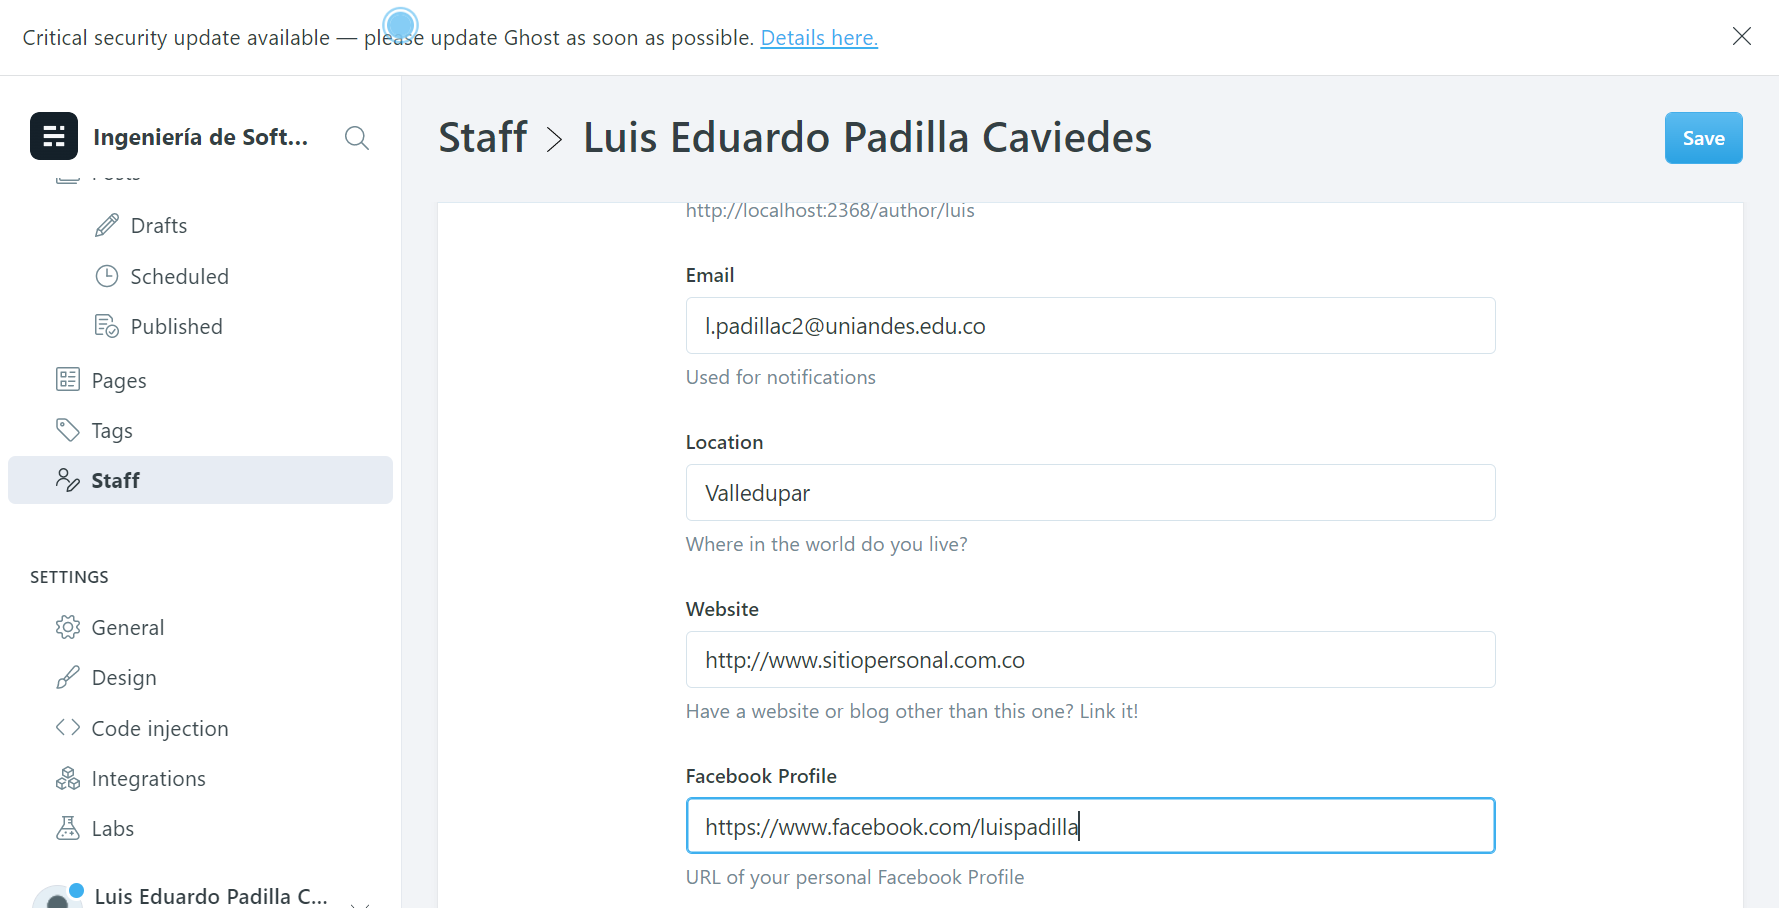 Critical security update available — please update Ghost as soon as possible. Details here.
Ingeniería de Soft...
Posts
Drafts
Scheduled
Published
Pages
Tags
Staff
SETTINGS
General
Design
Code injection
Integrations
Labs
Luis Eduardo Padilla C...
Staff > Luis Eduardo Padilla Caviedes
Save
http://localhost:2368/author/luis
Email
l.padillac2@uniandes.edu.co
Used for notifications
Location
Valledupar
Where in the world do you live?
Website
http://www.sitiopersonal.com.co
Have a website or blog other than this one? Link it!
Facebook Profile
https://www.facebook.com/luispadilla
URL of your personal Facebook Profile